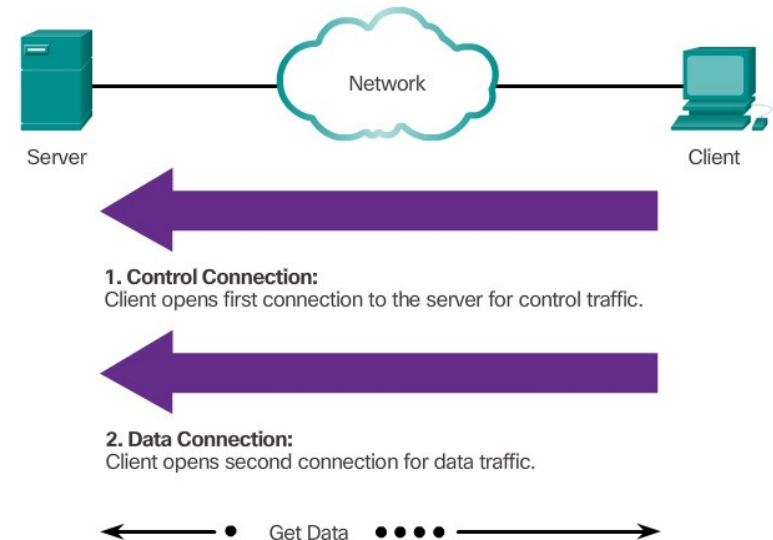 Network
Server
Client
1. Control Connection:
Client opens first connection to the server for control traffic.
2. Data Connection:
Client opens second connection for data traffic.
Get Data